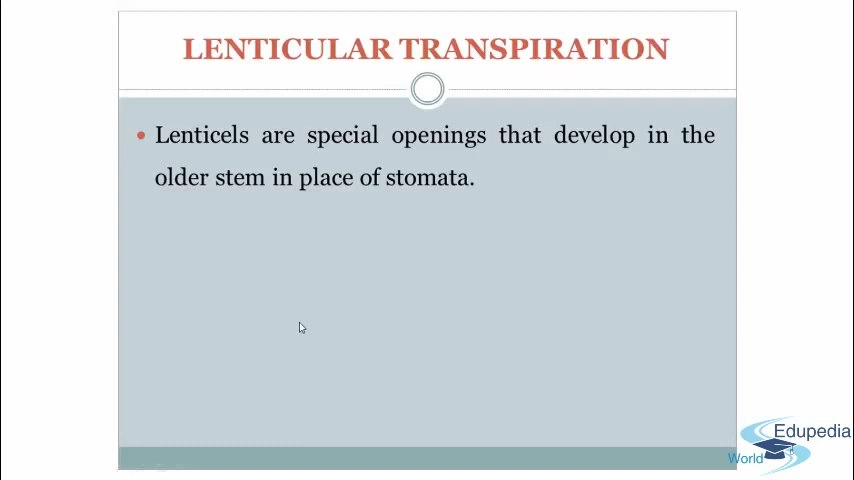 LENTICULAR TRANSPIRATION
• Lenticels are special openings that develop in the
older stem in place of stomata.
Edupedia
World